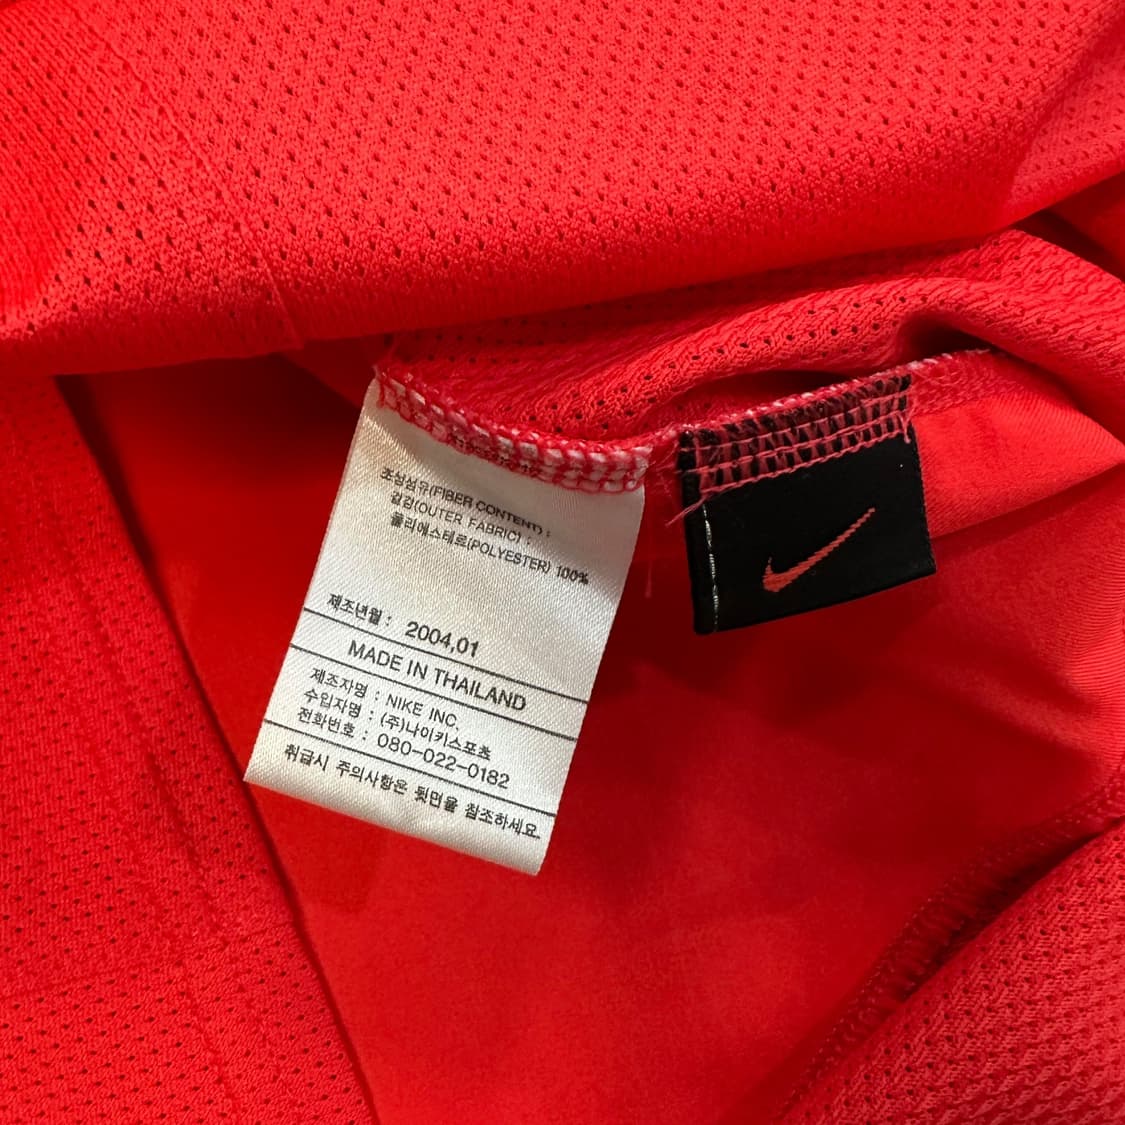 조성섬유(FIBER CONTENT) :
겉감(OUTER FABRIC) :
폴리에스테르(POLYESTER) 100%
제조년월 : 2004,01
MADE IN THAILAND
제조자명 : NIKE INC.
수입자명 : (주)나이키스포츠
전화번호 : 080-022-0182
취급시 주의사항은 뒷면을 참조하세요.